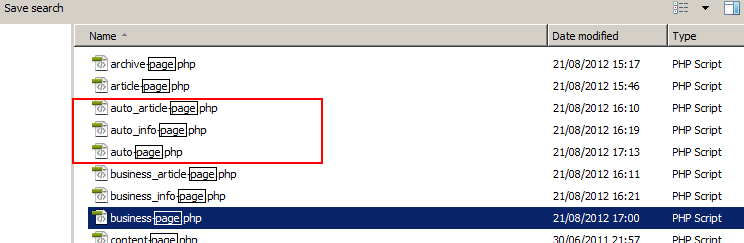 Save search
Name Date modified Type
archive-page.php 21/08/2012 15:17 PHP Script
article-page.php 21/08/2012 15:46 PHP Script
auto_article-page.php 21/08/2012 16:10 PHP Script
auto_info-page.php 21/08/2012 16:19 PHP Script
auto-page.php 21/08/2012 17:13 PHP Script
business_article-page.php 21/08/2012 16:11 PHP Script
business_info-page.php 21/08/2012 16:21 PHP Script
business-page.php 21/08/2012 17:00 PHP Script
content-page.php 30/06/2011 21:57 PHP Script